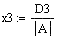 x3 := D3
|A|